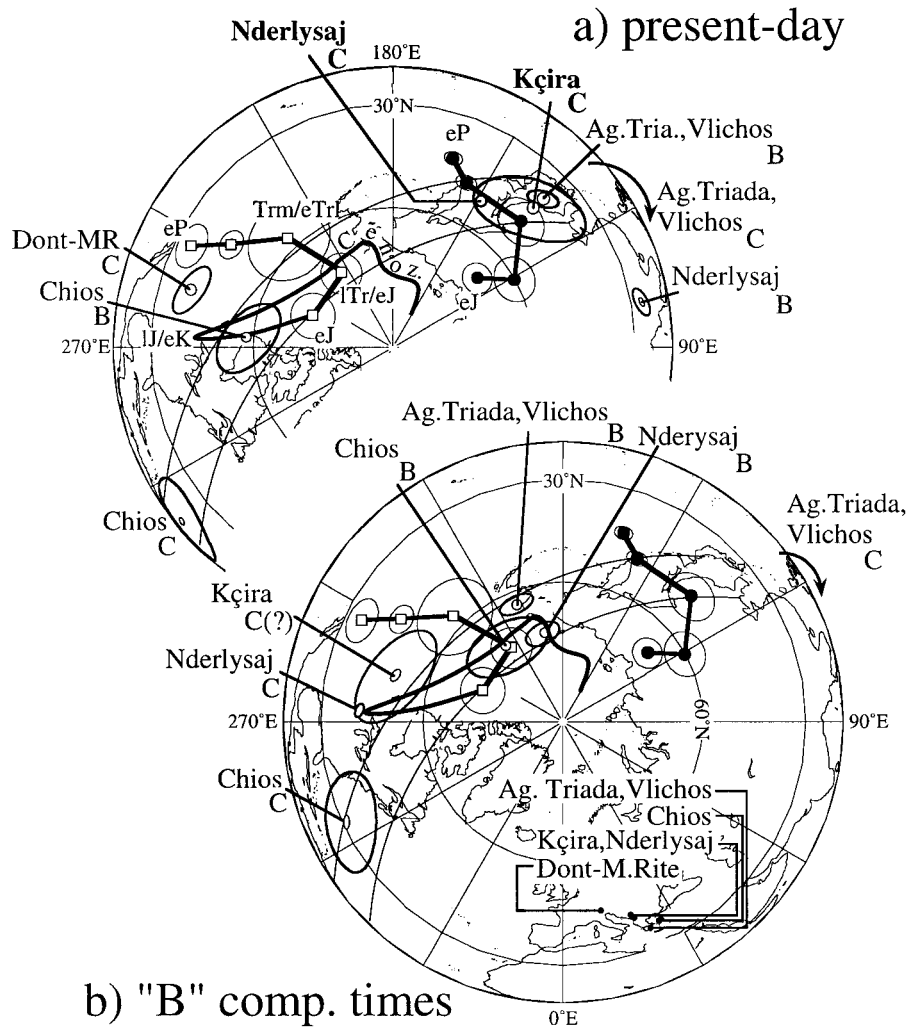 a) present-day
Nderlysaj
C
180°E
Kçira
C
30°N
Ag.Tria.,Vlichos
B
eP
Ag.Triada,
Vlichos
C
Trm/eTrl
Cenoz.
eP
Dont-MR
C
Chios
B
lTr/eJ
eJ
Nderlysaj
B
lJ/eK
eJ
270°E
90°E
Ag.Triada,Vlichos
B
Chios
B
Nderysaj
B
30°N
Chios
C
Ag.Triada,
Vlichos
C
Kçira
C(?)
Nderlysaj
C
270°E
60°N
90°E
Chios
C
Ag. Triada,Vlichos
Chios
Kçira,Nderlysaj
Dont-M.Rite
b) "B" comp. times
0°E